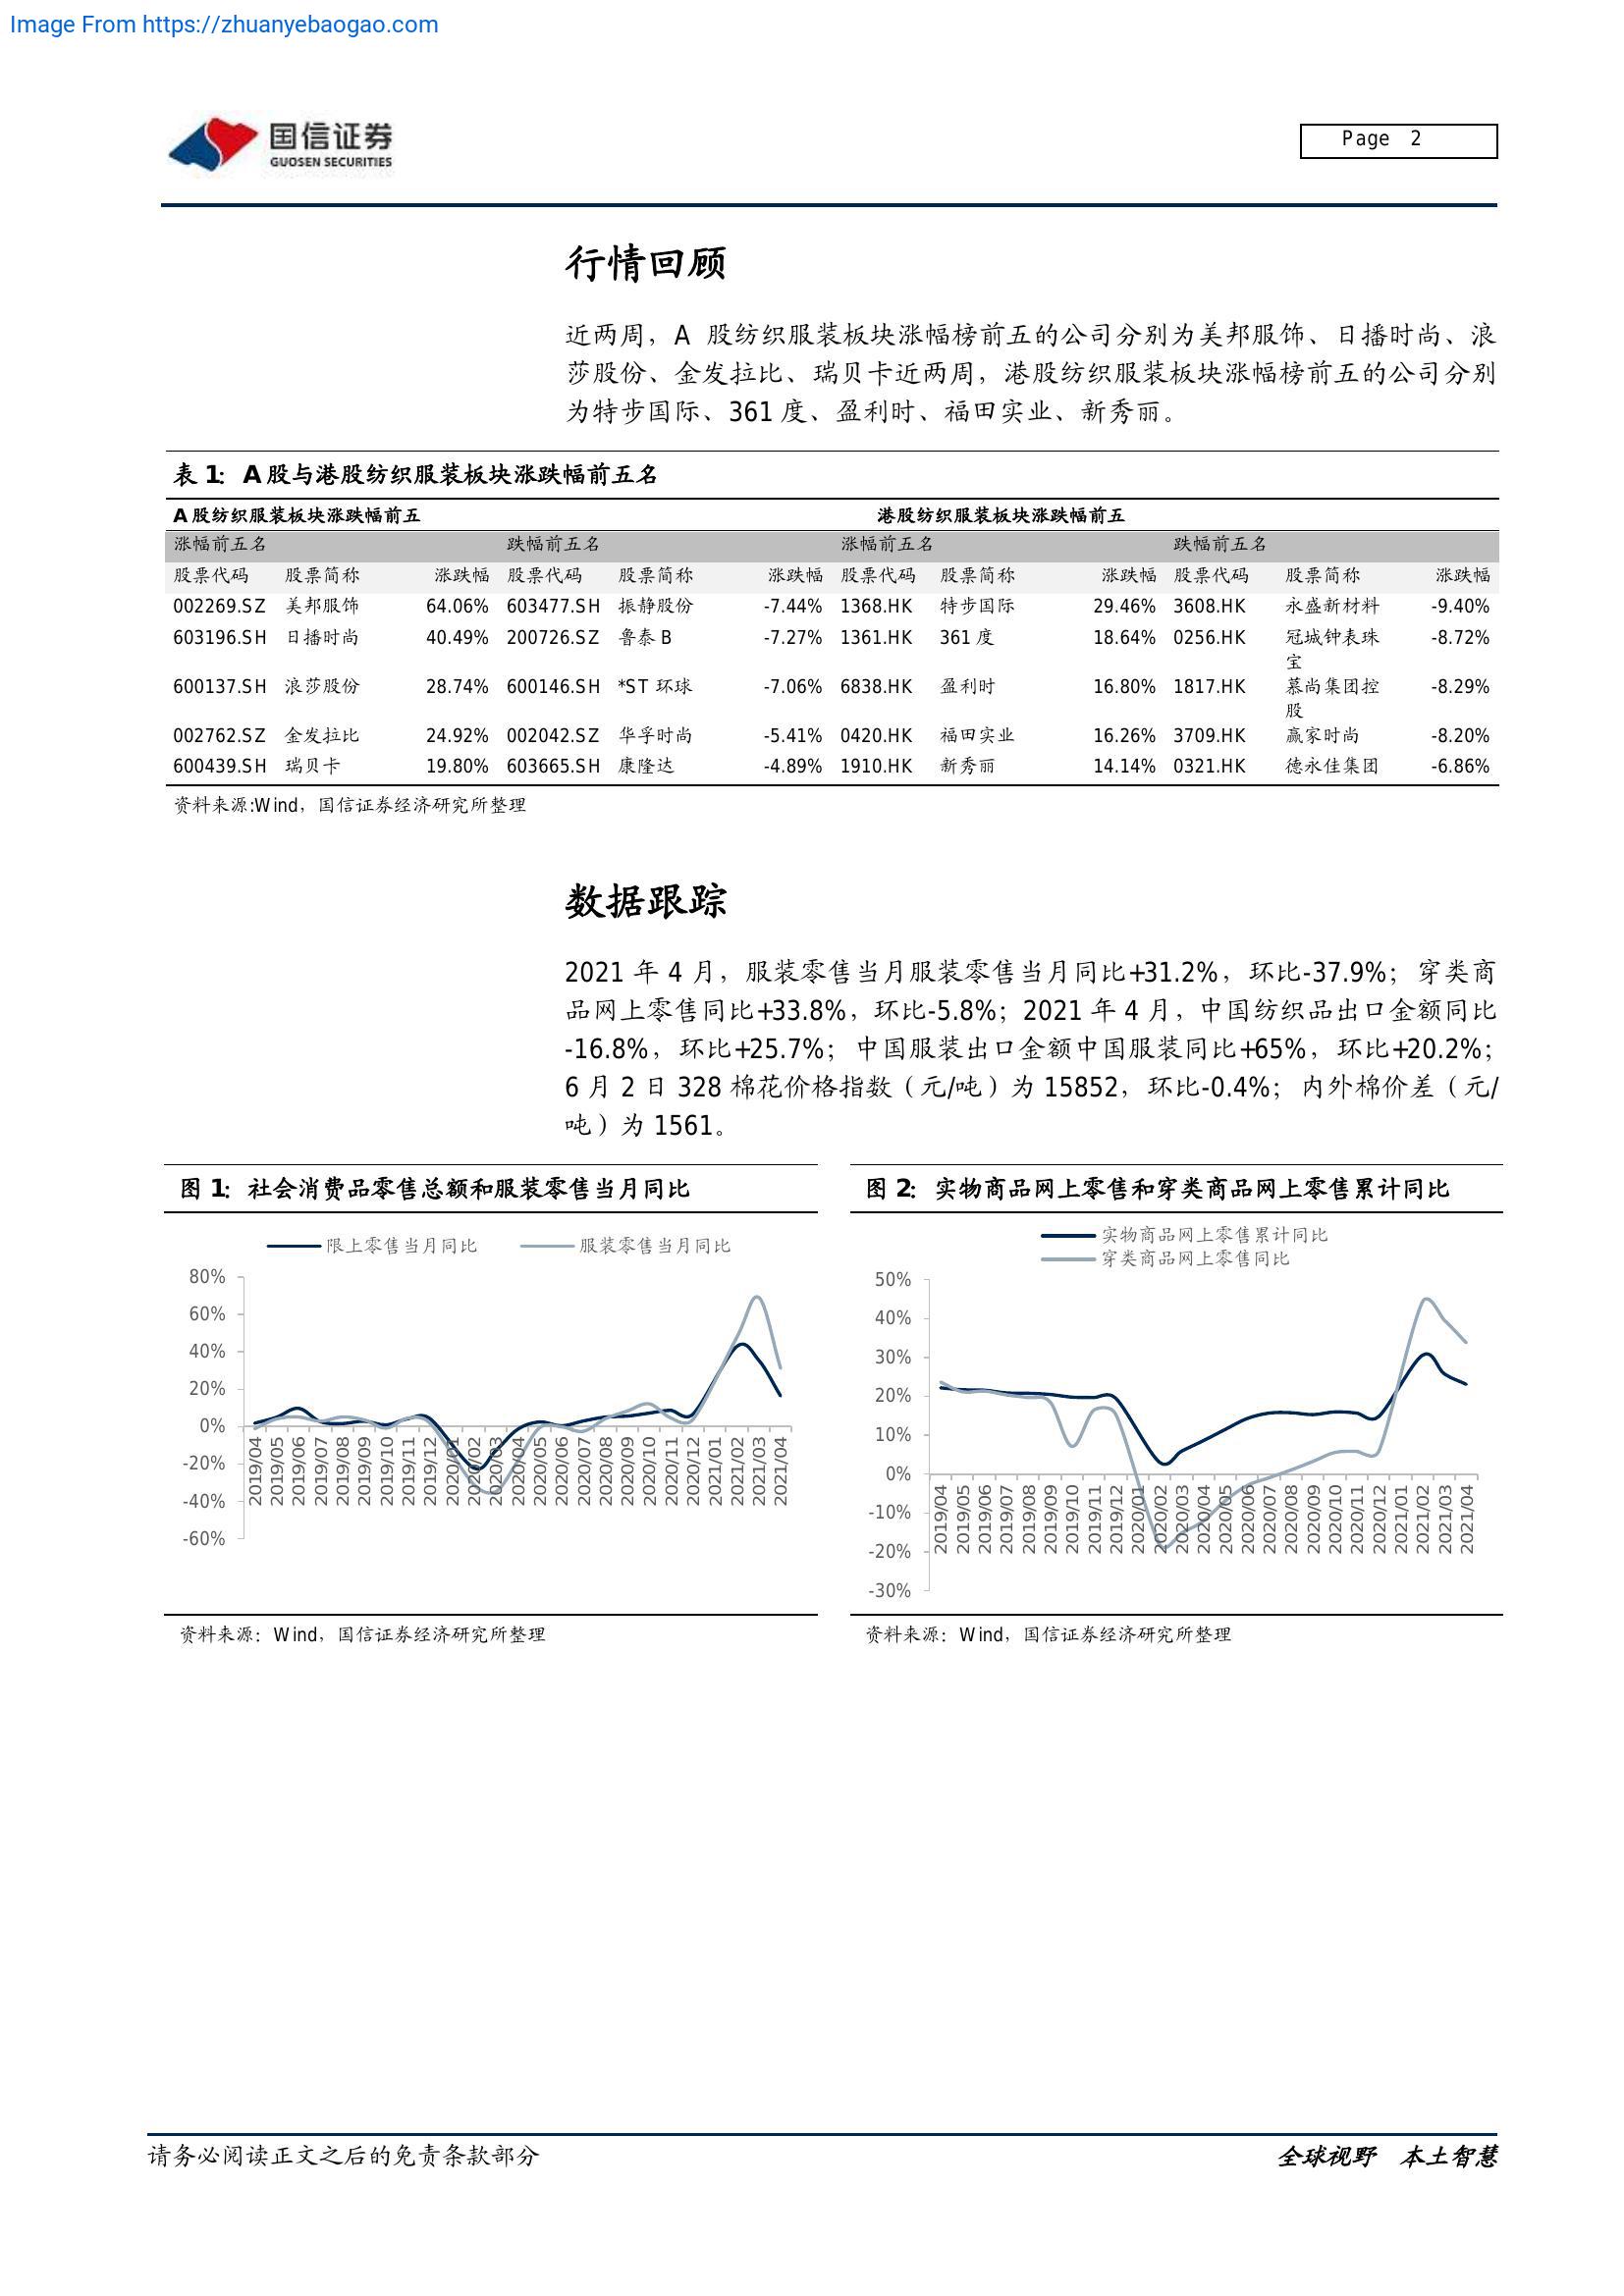 Image From https://zhuanyebaogao.com
国信证券
GUOSEN SECURITIES
Page 2
行情回顾
近两周，A 股纺织服装板块涨幅榜前五的公司分别为美邦服饰、日播时尚、浪
莎股份、金发拉比、瑞贝卡近两周，港股纺织服装板块涨幅榜前五的公司分别
为特步国际、361 度、盈利时、福田实业、新秀丽。
表 1：A 股与港股纺织服装板块涨跌幅前五名
A 股纺织服装板块涨跌幅前五 港股纺织服装板块涨跌幅前五
涨幅前五名 跌幅前五名 涨幅前五名 跌幅前五名
股票代码 股票简称 涨跌幅 股票代码 股票简称 涨跌幅 股票代码 股票简称 涨跌幅 股票代码 股票简称 涨跌幅
002269.SZ 美邦服饰 64.06% 603477.SH 振静股份 -7.44% 1368.HK 特步国际 29.46% 3608.HK 永盛新材料 -9.40%
603196.SH 日播时尚 40.49% 200726.SZ 鲁泰 B -7.27% 1361.HK 361 度 18.64% 0256.HK 冠城钟表珠 -8.72%
宝
600137.SH 浪莎股份 28.74% 600146.SH *ST 环球 -7.06% 6838.HK 盈利时 16.80% 1817.HK 慕尚集团控 -8.29%
股
002762.SZ 金发拉比 24.92% 002042.SZ 华孚时尚 -5.41% 0420.HK 福田实业 16.26% 3709.HK 赢家时尚 -8.20%
600439.SH 瑞贝卡 19.80% 603665.SH 康隆达 -4.89% 1910.HK 新秀丽 14.14% 0321.HK 德永佳集团 -6.86%
资料来源:Wind，国信证券经济研究所整理
数据跟踪
2021 年 4 月，服装零售当月服装零售当月同比+31.2%，环比-37.9%；穿类商
品网上零售同比+33.8%，环比-5.8%；2021 年 4 月，中国纺织品出口金额同比
-16.8%，环比+25.7%；中国服装出口金额中国服装同比+65%，环比+20.2%；
6 月 2 日 328 棉花价格指数（元/吨）为 15852，环比-0.4%；内外棉价差（元/
吨）为 1561。
图 1：社会消费品零售总额和服装零售当月同比
限上零售当月同比 服装零售当月同比
80%
60%
40%
20%
0%
-20%
-40%
-60%
2019/04 2019/05 2019/06 2019/07 2019/08 2019/09 2019/10 2019/11 2019/12 2020/01 2020/02 2020/03 2020/04 2020/05 2020/06 2020/07 2020/08 2020/09 2020/10 2020/11 2020/12 2021/01 2021/02 2021/03 2021/04
资料来源：Wind，国信证券经济研究所整理
图 2：实物商品网上零售和穿类商品网上零售累计同比
实物商品网上零售累计同比
穿类商品网上零售同比
50%
40%
30%
20%
10%
0%
-10%
-20%
-30%
2019/04 2019/05 2019/06 2019/07 2019/08 2019/09 2019/10 2019/11 2019/12 2020/01 2020/02 2020/03 2020/04 2020/05 2020/06 2020/07 2020/08 2020/09 2020/10 2020/11 2020/12 2021/01 2021/02 2021/03 2021/04
资料来源：Wind，国信证券经济研究所整理
请务必阅读正文之后的免责条款部分
全球视野 本土智慧